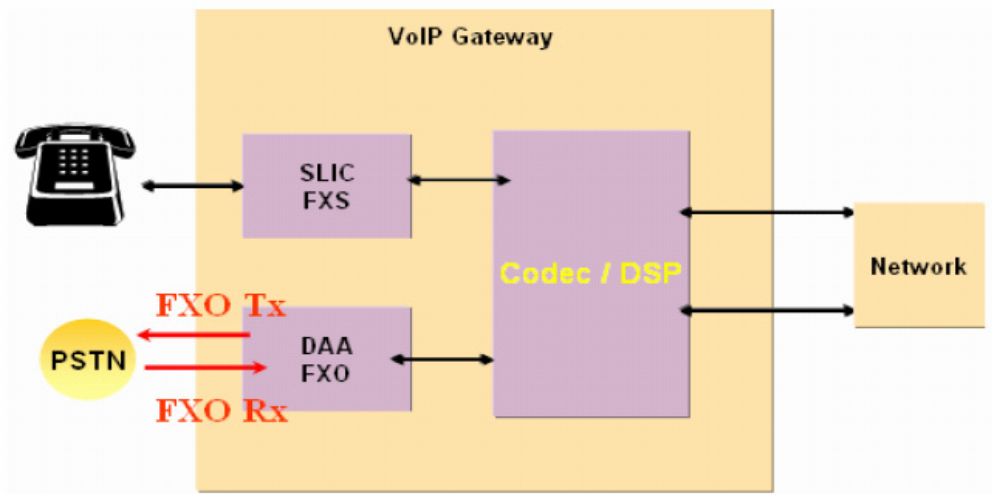 VoIP Gateway
SLIC
FXS
Codec / DSP
Network
FXO Tx
PSTN
DAA
FXO
FXO Rx